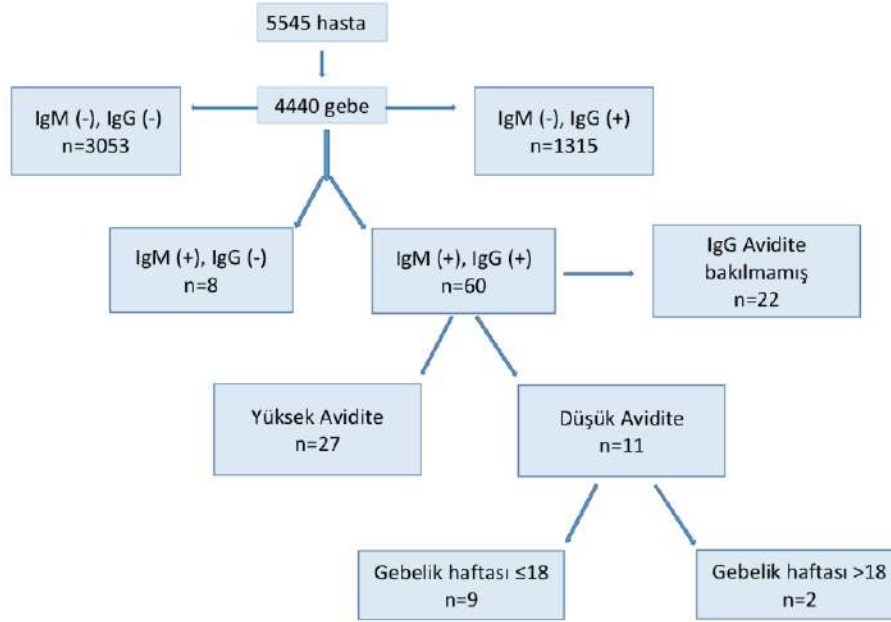 5545 hasta
4440 gebe
IgM (-), IgG (-)
n=3053
IgM (-), IgG (+)
n=1315
IgM (+), IgG (-)
n=8
IgM (+), IgG (+)
n=60
IgG Avidite
bakılmamış
n=22
Yüksek Avidite
n=27
Düşük Avidite
n=11
Gebelik haftası ≤18
n=9
Gebelik haftası >18
n=2